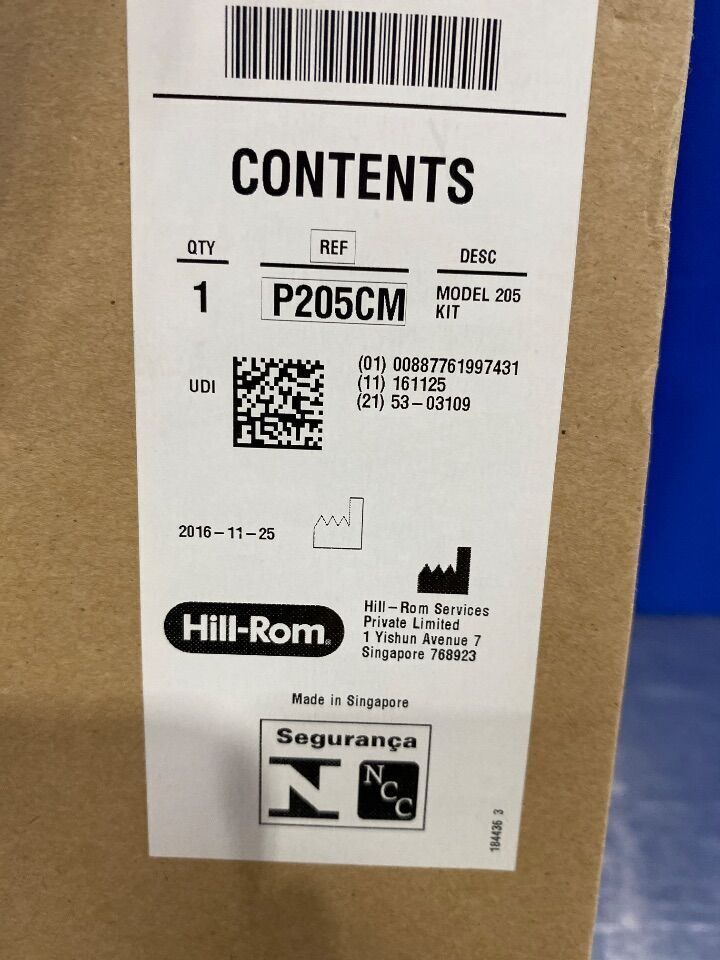 CONTENTS
QTY REF DESC
1 P205CM MODEL 205
KIT
UDI
(01) 00887761997431
(11) 161125
(21) 53-03109
2016-11-25
Hill-Rom®
Hill-Rom Services
Private Limited
1 Yishun Avenue 7
Singapore 768923
Made in Singapore
Segurança
N
NCC
184436 3